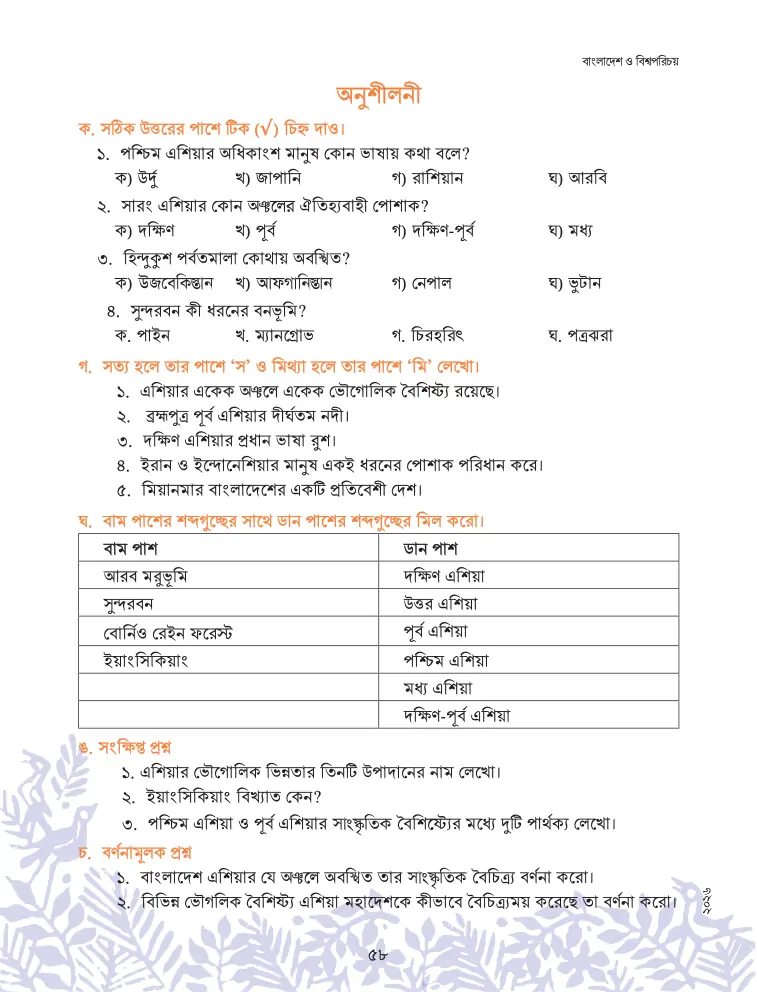 বাংলাদেশ ও বিশ্বপরিচয়
অনুশীলনী
ক. সঠিক উত্তরের পাশে টিক (√) চিহ্ন দাও।
১. পশ্চিম এশিয়ার অধিকাংশ মানুষ কোন ভাষায় কথা বলে?
ক) উর্দু খ) জাপানি গ) রাশিয়ান ঘ) আরবি
২. সারং এশিয়ার কোন অঞ্চলের ঐতিহ্যবাহী পোশাক?
ক) দক্ষিণ খ) পূর্ব গ) দক্ষিণ-পূর্ব ঘ) মধ্য
৩. হিন্দুকুশ পর্বতমালা কোথায় অবস্থিত?
ক) উজবেকিস্তান খ) আফগানিস্তান গ) নেপাল ঘ) ভুটান
৪. সুন্দরবন কী ধরনের বনভূমি?
ক. পাইন খ. ম্যানগ্রোভ গ. চিরহরিৎ ঘ. পত্রঝরা
গ. সত্য হলে তার পাশে ‘স’ ও মিথ্যা হলে তার পাশে ‘মি’ লেখো।
১. এশিয়ার একেক অঞ্চলে একেক ভৌগোলিক বৈশিষ্ট্য রয়েছে।
২. ব্রহ্মপুত্র পূর্ব এশিয়ার দীর্ঘতম নদী।
৩. দক্ষিণ এশিয়ার প্রধান ভাষা রুশ।
৪. ইরান ও ইন্দোনেশিয়ার মানুষ একই ধরনের পোশাক পরিধান করে।
৫. মিয়ানমার বাংলাদেশের একটি প্রতিবেশী দেশ।
ঘ. বাম পাশের শব্দগুচ্ছের সাথে ডান পাশের শব্দগুচ্ছের মিল করো।
বাম পাশ ডান পাশ
আরব মরুভূমি দক্ষিণ এশিয়া
সুন্দরবন উত্তর এশিয়া
বোর্নিও রেইন ফরেস্ট পূর্ব এশিয়া
ইয়াংসিকিয়াং পশ্চিম এশিয়া
মধ্য এশিয়া
দক্ষিণ-পূর্ব এশিয়া
ঙ. সংক্ষিপ্ত প্রশ্ন
১. এশিয়ার ভৌগোলিক ভিন্নতার তিনটি উপাদানের নাম লেখো।
২. ইয়াংসিকিয়াং বিখ্যাত কেন?
৩. পশ্চিম এশিয়া ও পূর্ব এশিয়ার সাংস্কৃতিক বৈশিষ্ট্যের মধ্যে দুটি পার্থক্য লেখো।
চ. বর্ণনামূলক প্রশ্ন
১. বাংলাদেশ এশিয়ার যে অঞ্চলে অবস্থিত তার সাংস্কৃতিক বৈচিত্র্য বর্ণনা করো।
২. বিভিন্ন ভৌগলিক বৈশিষ্ট্য এশিয়া মহাদেশকে কীভাবে বৈচিত্র্যময় করেছে তা বর্ণনা করো।
২০২৬
৫৮